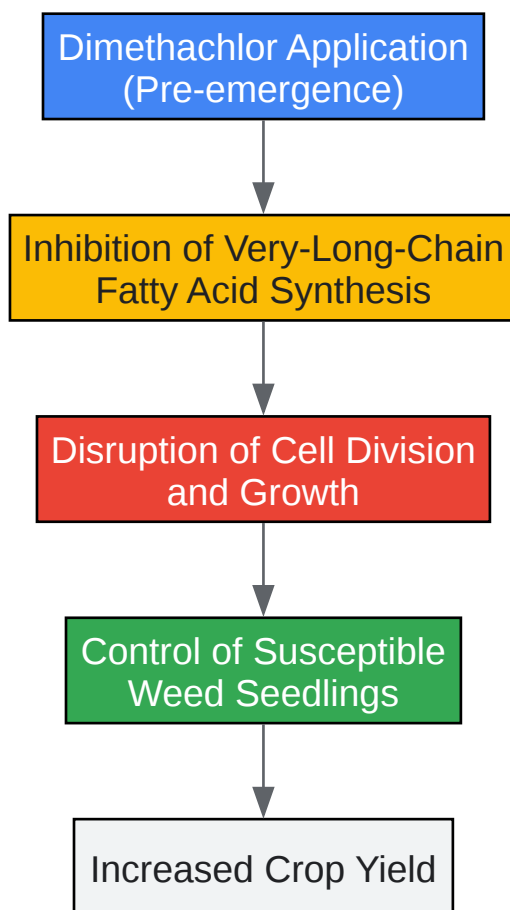 Dimethachlor Application
(Pre-emergence)
Inhibition of Very-Long-Chain
Fatty Acid Synthesis
Disruption of Cell Division
and Growth
Control of Susceptible
Weed Seedlings
Increased Crop Yield